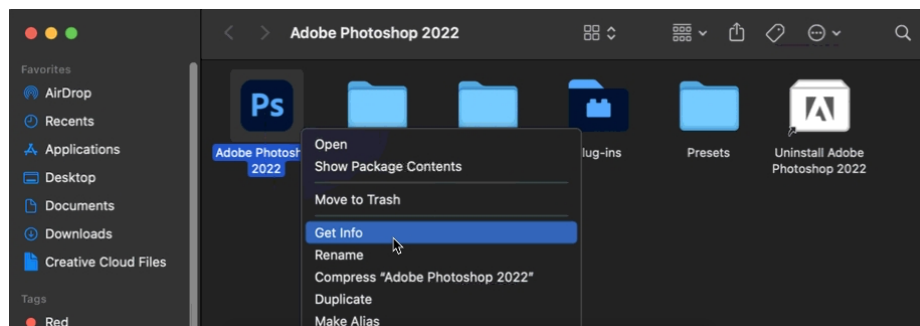 Adobe Photoshop 2022
Favorites
AirDrop
Recents
Applications
Desktop
Documents
Downloads
Creative Cloud Files
Tags
Red
Ps
Adobe Photosh
2022
lug-ins
Presets
Uninstall Adobe
Photoshop 2022
Open
Show Package Contents
Move to Trash
Get Info
Rename
Compress “Adobe Photoshop 2022”
Duplicate
Make Alias